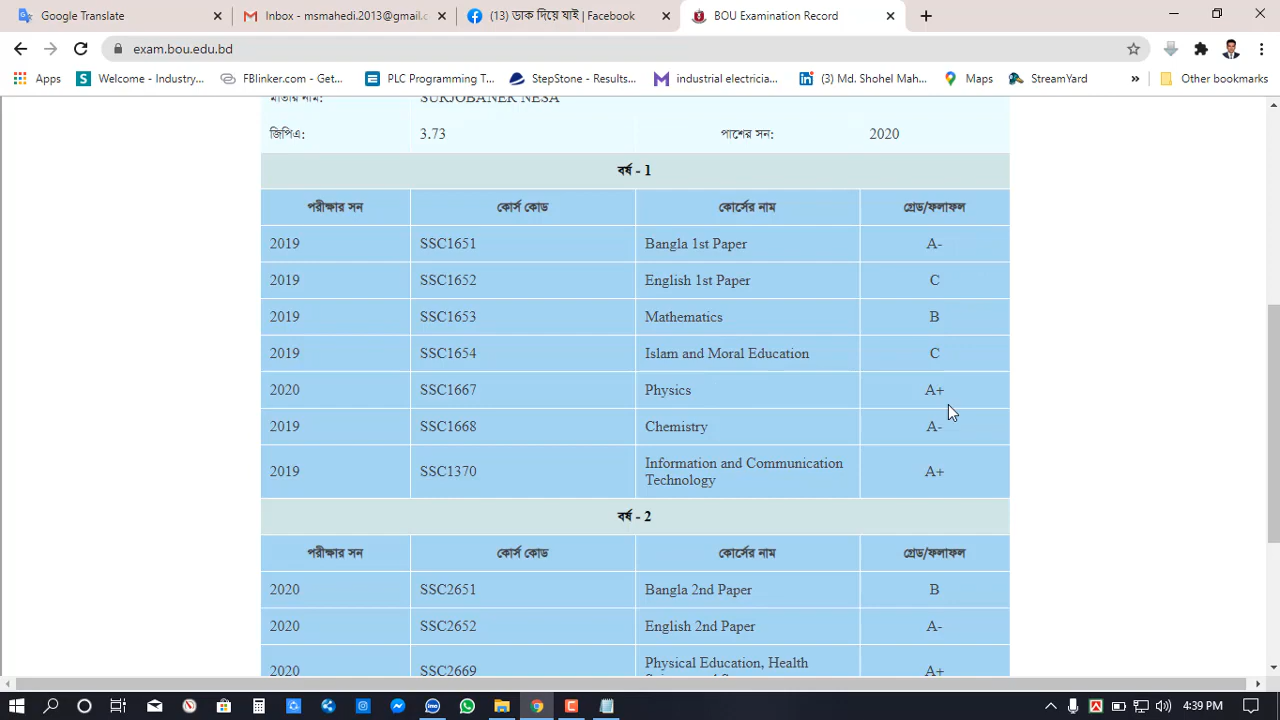 Google Translate
Inbox - msmahedi.2013@gmail.c
(13) ডাক দিয়ে যাই | Facebook
BOU Examination Record
exam.bou.edu.bd
Apps
Welcome - Industry...
FBlinker.com - Get...
PLC Programming T...
StepStone - Results...
industrial,electricia...
(3) Md. Shohel Mah...
Maps
StreamYard
»
Other bookmarks
মাতার নাম: SURJOBANER NESA
জিপিএ: 3.73 পাশের সন: 2020
বর্ষ - 1
পরীক্ষার সন কোর্স কোড কোর্সের নাম গ্রেড/ফলাফল
2019 SSC1651 Bangla 1st Paper A-
2019 SSC1652 English 1st Paper C
2019 SSC1653 Mathematics B
2019 SSC1654 Islam and Moral Education C
2020 SSC1667 Physics A+
2019 SSC1668 Chemistry A-
2019 SSC1370 Information and Communication Technology A+
বর্ষ - 2
পরীক্ষার সন কোর্স কোড কোর্সের নাম গ্রেড/ফলাফল
2020 SSC2651 Bangla 2nd Paper B
2020 SSC2652 English 2nd Paper A-
2020 SSC2669 Physical Education, Health A+
4:39 PM